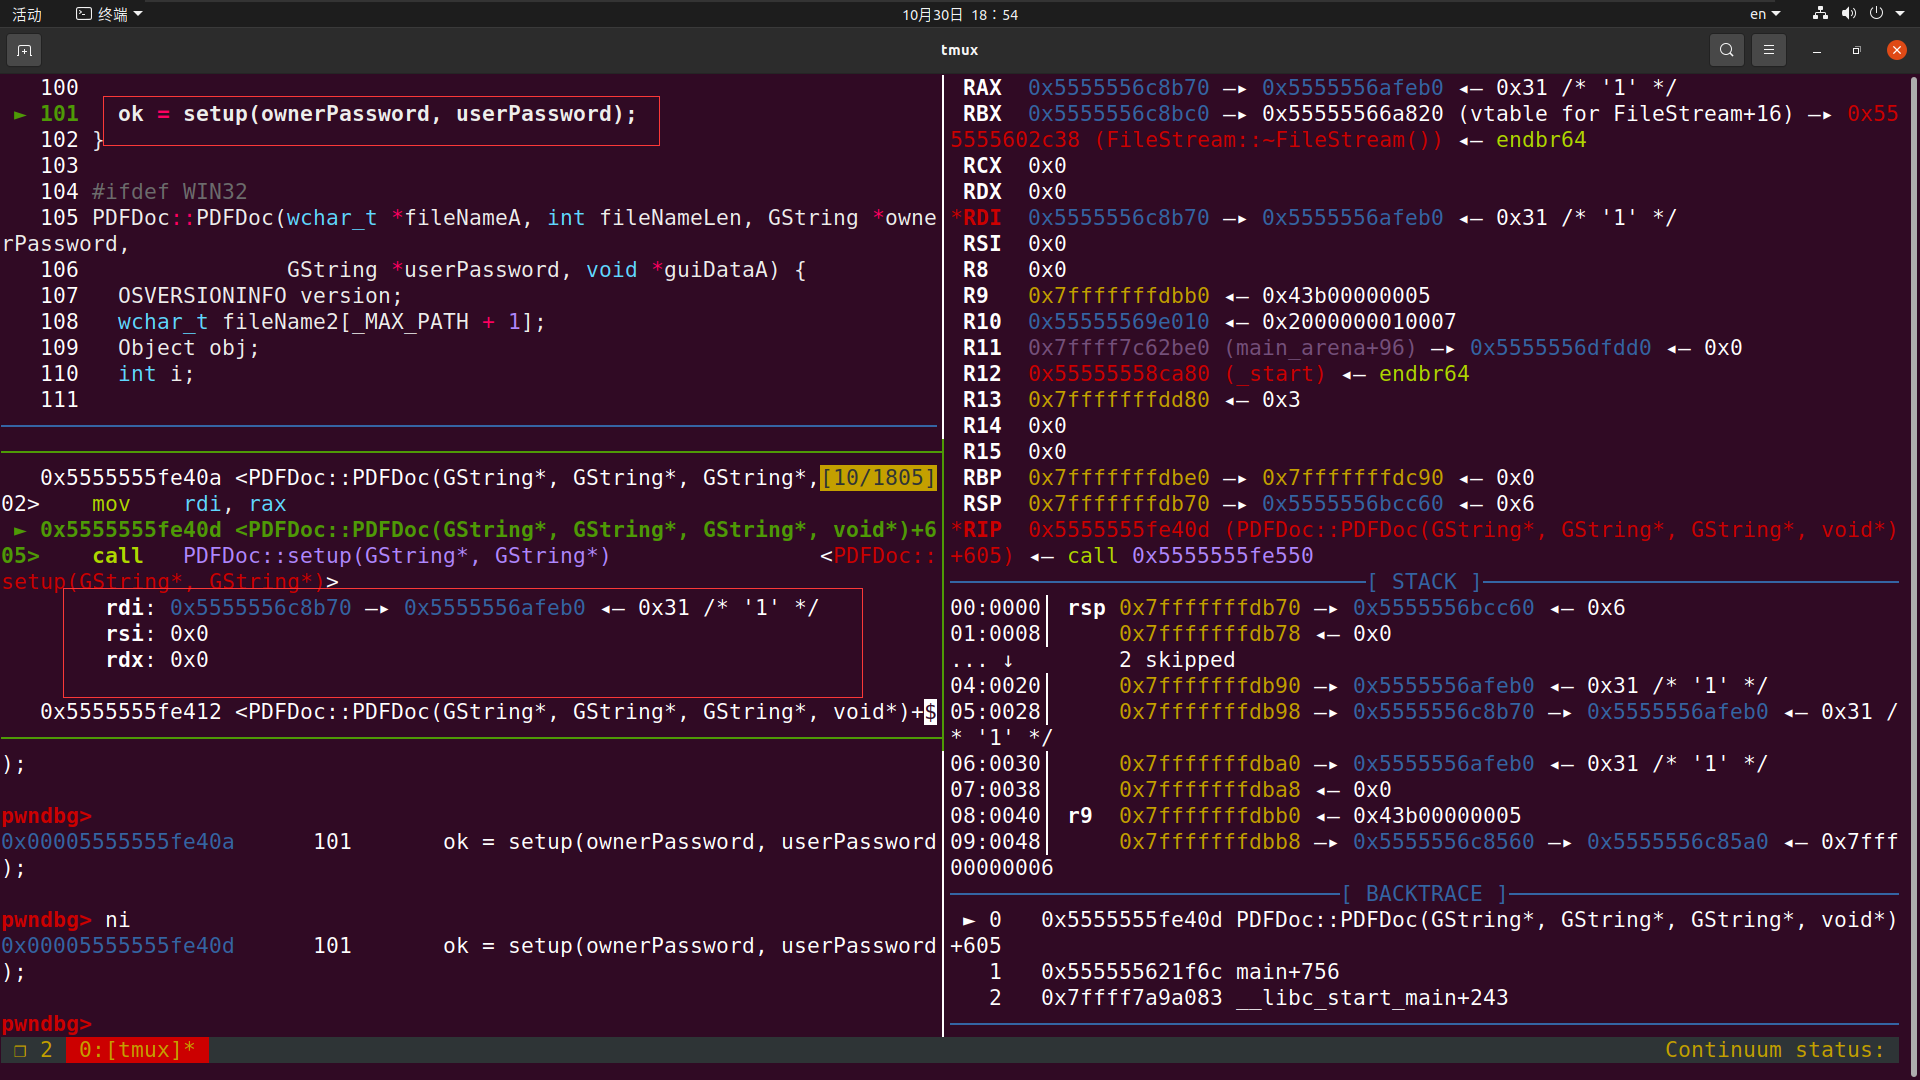 活动 终端 10月30日 18：54 en
tmux
100
► 101 ok = setup(ownerPassword, userPassword);
102 }
103
104 #ifdef WIN32
105 PDFDoc::PDFDoc(wchar_t *fileNameA, int fileNameLen, GString *owne
rPassword,
106 GString *userPassword, void *guiDataA) {
107 OSVERSIONINFO version;
108 wchar_t fileName2[_MAX_PATH + 1];
109 Object obj;
110 int i;
111
0x5555555fe40a <PDFDoc::PDFDoc(GString*, GString*, GString*,[10/1805]
02> mov rdi, rax
► 0x5555555fe40d <PDFDoc::PDFDoc(GString*, GString*, GString*, void*)+6
05> call PDFDoc::setup(GString*, GString*) <PDFDoc::
setup(GString*, GString*)>
rdi: 0x5555556c8b70 —▸ 0x5555556afeb0 ◂— 0x31 /* '1' */
rsi: 0x0
rdx: 0x0
0x5555555fe412 <PDFDoc::PDFDoc(GString*, GString*, GString*, void*)+$
);
pwndbg>
0x00005555555fe40a 101 ok = setup(ownerPassword, userPassword
);
pwndbg> ni
0x00005555555fe40d 101 ok = setup(ownerPassword, userPassword
);
pwndbg>
RAX 0x5555556c8b70 —▸ 0x5555556afeb0 ◂— 0x31 /* '1' */
RBX 0x5555556c8bc0 —▸ 0x55555566a820 (vtable for FileStream+16) —▸ 0x55
5555602c38 (FileStream::~FileStream()) ◂— endbr64
RCX 0x0
RDX 0x0
*RDI 0x5555556c8b70 —▸ 0x5555556afeb0 ◂— 0x31 /* '1' */
RSI 0x0
R8 0x0
R9 0x7fffffffdbb0 ◂— 0x43b00000005
R10 0x55555569e010 ◂— 0x2000000010007
R11 0x7ffff7c62be0 (main_arena+96) —▸ 0x5555556dfdd0 ◂— 0x0
R12 0x55555558ca80 (_start) ◂— endbr64
R13 0x7fffffffdd80 ◂— 0x3
R14 0x0
R15 0x0
RBP 0x7fffffffdbe0 —▸ 0x7fffffffdc90 ◂— 0x0
RSP 0x7fffffffdb70 —▸ 0x5555556bcc60 ◂— 0x6
*RIP 0x5555555fe40d (PDFDoc::PDFDoc(GString*, GString*, GString*, void*)
+605) ◂— call 0x5555555fe550
[ STACK ]
00:0000│ rsp 0x7fffffffdb70 —▸ 0x5555556bcc60 ◂— 0x6
01:0008│ 0x7fffffffdb78 ◂— 0x0
... ↓ 2 skipped
04:0020│ 0x7fffffffdb90 —▸ 0x5555556afeb0 ◂— 0x31 /* '1' */
05:0028│ 0x7fffffffdb98 —▸ 0x5555556c8b70 —▸ 0x5555556afeb0 ◂— 0x31 /
* '1' */
06:0030│ 0x7fffffffdba0 —▸ 0x5555556afeb0 ◂— 0x31 /* '1' */
07:0038│ 0x7fffffffdba8 ◂— 0x0
08:0040│ r9 0x7fffffffdbb0 ◂— 0x43b00000005
09:0048│ 0x7fffffffdbb8 —▸ 0x5555556c8560 —▸ 0x5555556c85a0 ◂— 0x7fff
00000006
[ BACKTRACE ]
► 0 0x5555555fe40d PDFDoc::PDFDoc(GString*, GString*, GString*, void*)
+605
1 0x555555621f6c main+756
2 0x7ffff7a9a083 __libc_start_main+243
❐ 2 0:[tmux]* Continuum status: